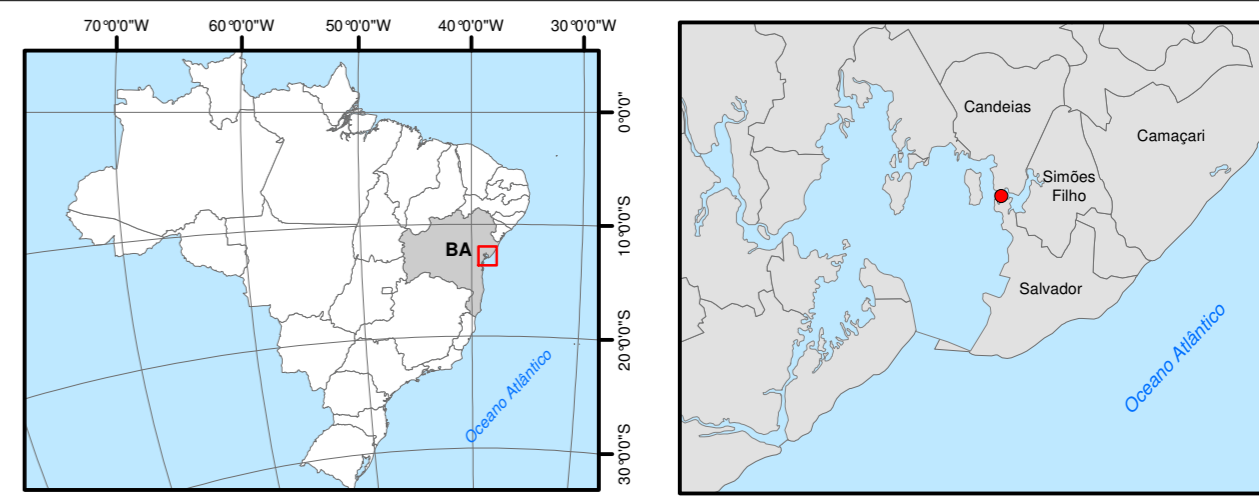 70°0'0"W 60°0'0"W 50°0'0"W 40°0'0"W 30°0'0"W
0°0'0"
10°0'0"S
20°0'0"S
30°0'0"S
BA
Oceano Atlântico
Candeias
Camaçari
Simões
Filho
Salvador
Oceano Atlântico